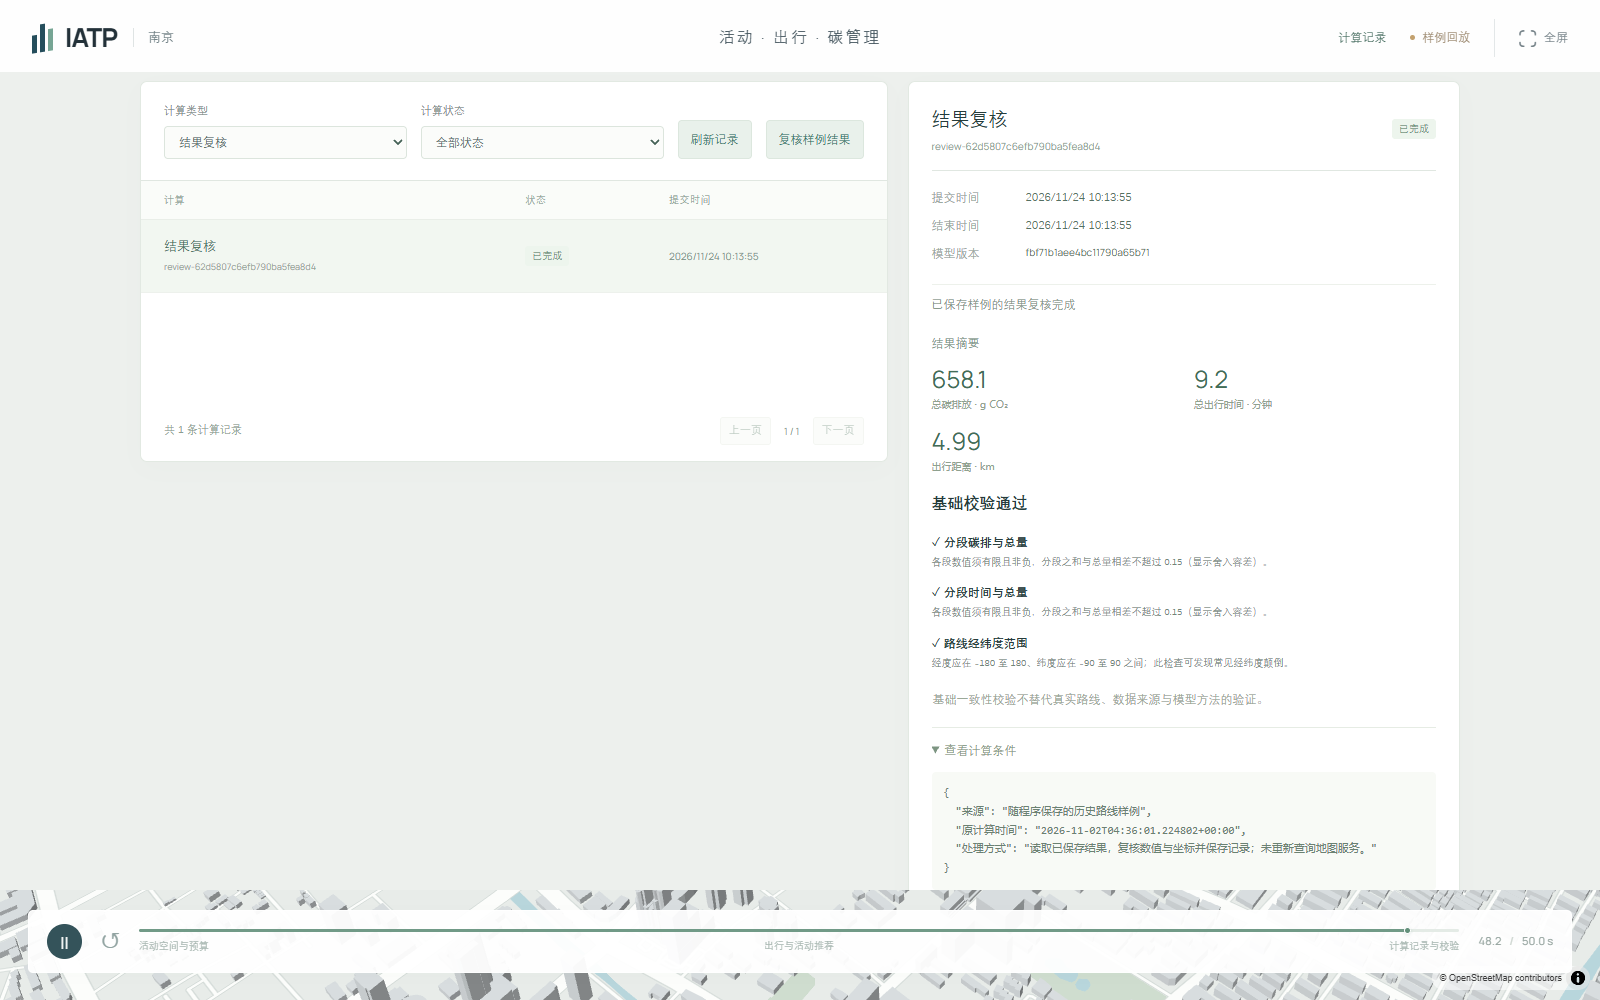 IATP 南京
活动 · 出行 · 碳管理
计算记录 样例回放 全屏
计算类型 计算状态
结果复核 全部状态 刷新记录 复核样例结果
计算 状态 提交时间
结果复核
review-62d5807c6efb790ba5fea8d4
已完成 2026/11/24 10:13:55
共 1 条计算记录 上一页 1 / 1 下一页
结果复核
已完成
review-62d5807c6efb790ba5fea8d4
提交时间 2026/11/24 10:13:55
结束时间 2026/11/24 10:13:55
模型版本 fbf71b1aee4bc11790a65b71
已保存样例的结果复核完成
结果摘要
658.1 9.2
总碳排放 · g CO₂ 总出行时间 · 分钟
4.99
出行距离 · km
基础校验通过
✓ 分段碳排与总量
各段数值须有限且非负，分段之和与总量相差不超过 0.15（显示舍入容差）。
✓ 分段时间与总量
各段数值须有限且非负，分段之和与总量相差不超过 0.15（显示舍入容差）。
✓ 路线经纬度范围
经度应在 -180 至 180、纬度应在 -90 至 90 之间；此检查可发现常见经纬度颠倒。
基础一致性校验不替代真实路线、数据来源与模型方法的验证。
▼ 查看计算条件
{
"来源": "随程序保存的历史路线样例",
"原计算时间": "2026-11-02T04:36:01.224802+00:00",
"处理方式": "读取已保存结果，复核数值与坐标并保存记录；未重新查询地图服务。"
}
活动空间与预算 出行与活动推荐 计算记录与校验 48.2 / 50.0 s
© OpenStreetMap contributors